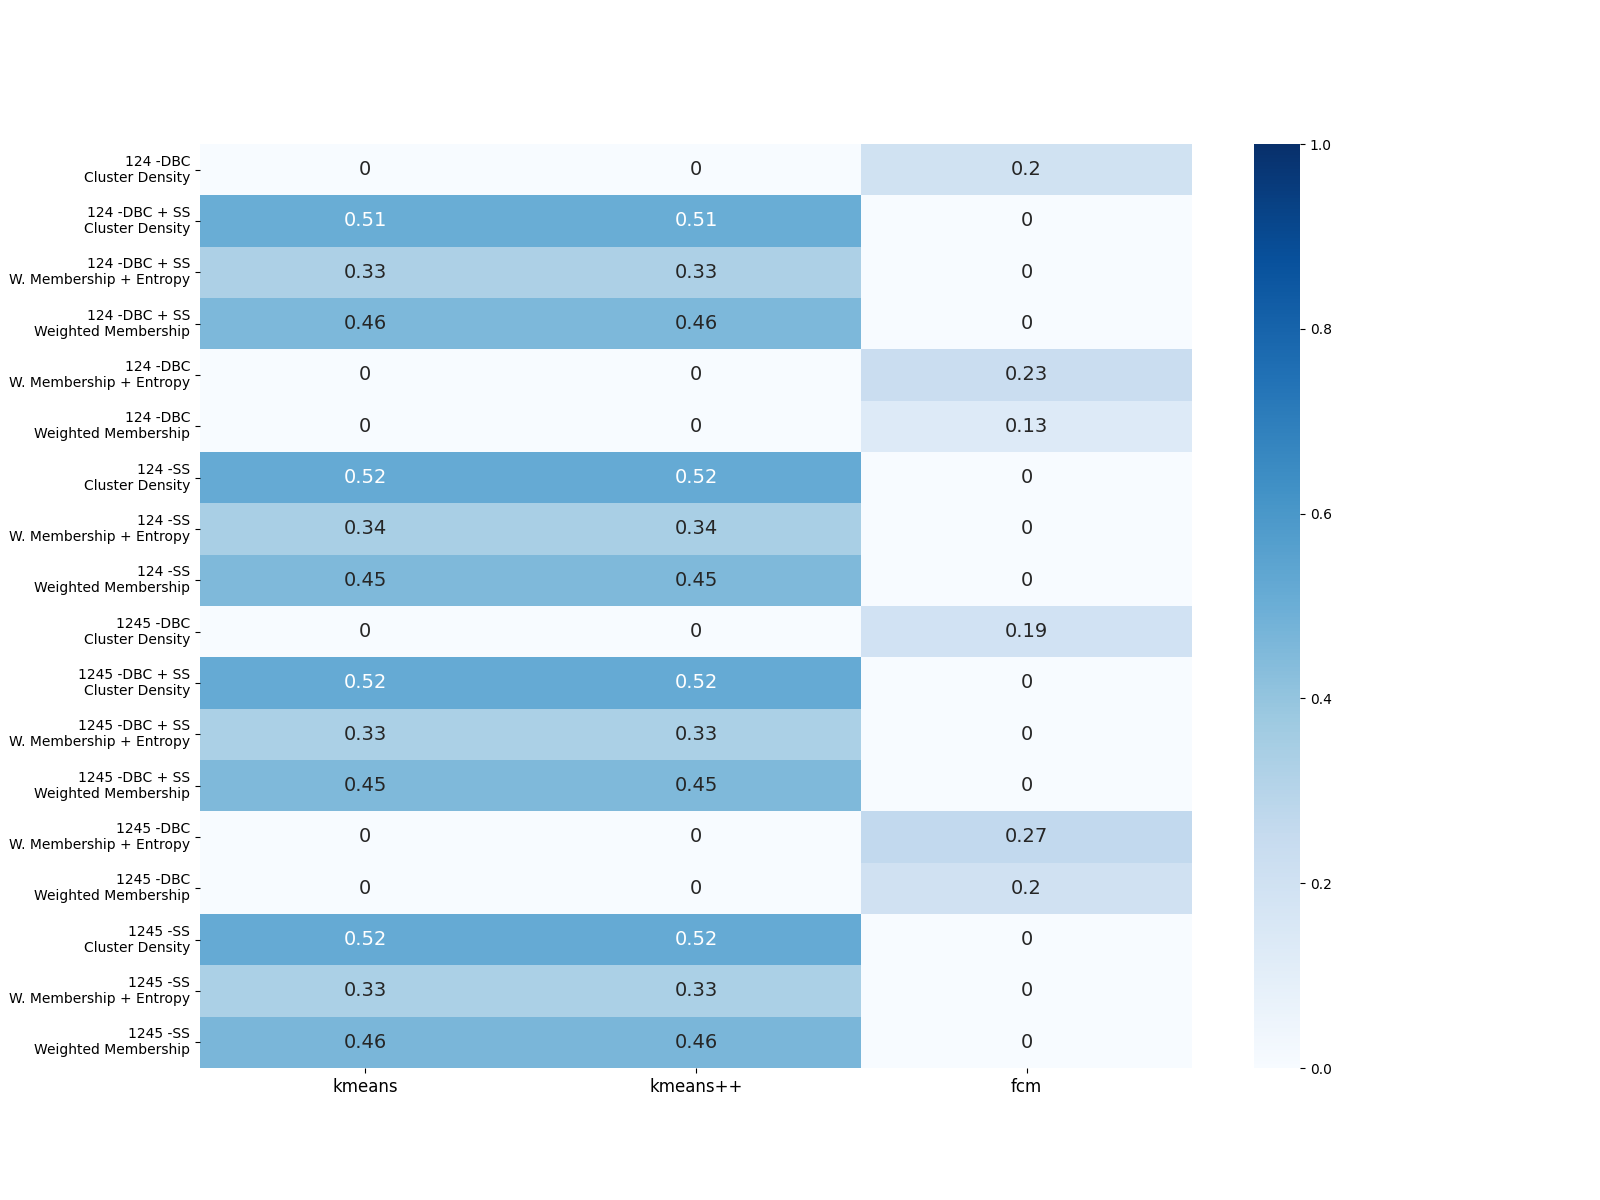 124 -DBC
Cluster Density
0 0 0.2
124 -DBC + SS
Cluster Density
0.51 0.51 0
124 -DBC + SS
W. Membership + Entropy
0.33 0.33 0
124 -DBC + SS
Weighted Membership
0.46 0.46 0
124 -DBC
W. Membership + Entropy
0 0 0.23
124 -DBC
Weighted Membership
0 0 0.13
124 -SS
Cluster Density
0.52 0.52 0
124 -SS
W. Membership + Entropy
0.34 0.34 0
124 -SS
Weighted Membership
0.45 0.45 0
1245 -DBC
Cluster Density
0 0 0.19
1245 -DBC + SS
Cluster Density
0.52 0.52 0
1245 -DBC + SS
W. Membership + Entropy
0.33 0.33 0
1245 -DBC + SS
Weighted Membership
0.45 0.45 0
1245 -DBC
W. Membership + Entropy
0 0 0.27
1245 -DBC
Weighted Membership
0 0 0.2
1245 -SS
Cluster Density
0.52 0.52 0
1245 -SS
W. Membership + Entropy
0.33 0.33 0
1245 -SS
Weighted Membership
0.46 0.46 0
kmeans kmeans++ fcm
1.0
0.8
0.6
0.4
0.2
0.0